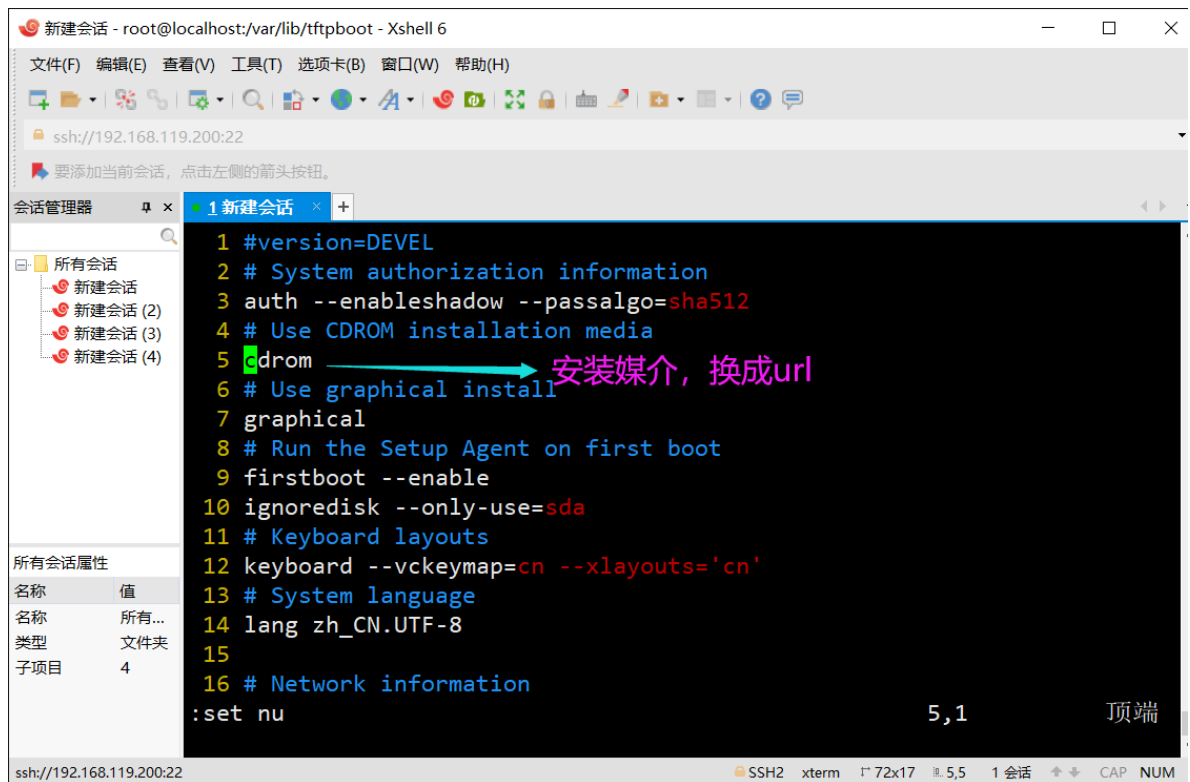 新建会话 - root@localhost:/var/lib/tftpboot - Xshell 6
文件(F) 编辑(E) 查看(V) 工具(T) 选项卡(B) 窗口(W) 帮助(H)
ssh://192.168.119.200:22
要添加当前会话，点击左侧的箭头按钮。
会话管理器
1 新建会话
所有会话
新建会话
新建会话 (2)
新建会话 (3)
新建会话 (4)
所有会话属性
名称 值
名称 所有...
类型 文件夹
子项目 4
1 #version=DEVEL
2 # System authorization information
3 auth --enableshadow --passalgo=sha512
4 # Use CDROM installation media
5 cdrom
安装媒介，换成url
6 # Use graphical install
7 graphical
8 # Run the Setup Agent on first boot
9 firstboot --enable
10 ignoredisk --only-use=sda
11 # Keyboard layouts
12 keyboard --vckeymap=cn --xlayouts='cn'
13 # System language
14 lang zh_CN.UTF-8
15
16 # Network information
:set nu 5,1 顶端
ssh://192.168.119.200:22 SSH2 xterm 72x17 5,5 1 会话 CAP NUM